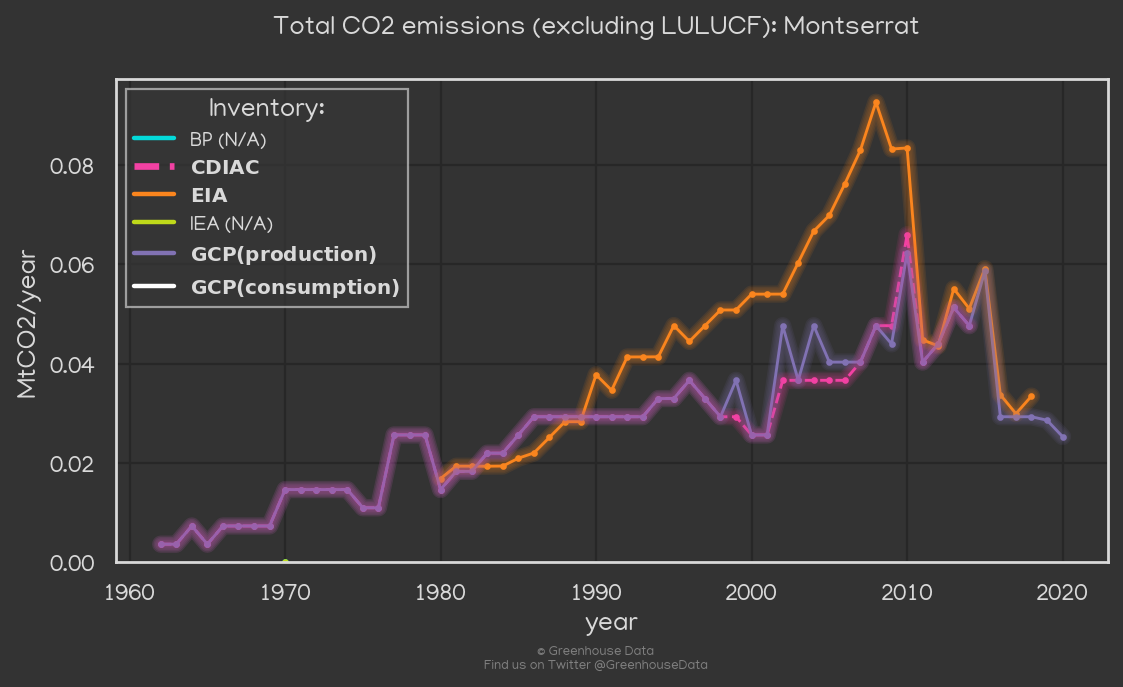 Total CO2 emissions (excluding LULUCF): Montserrat
Inventory:
BP (N/A)
CDIAC
EIA
IEA (N/A)
GCP(production)
GCP(consumption)
MtCO2/year
0.08
0.06
0.04
0.02
0.00
1960 1970 1980 1990 2000 2010 2020
year
© Greenhouse Data
Find us on Twitter @GreenhouseData